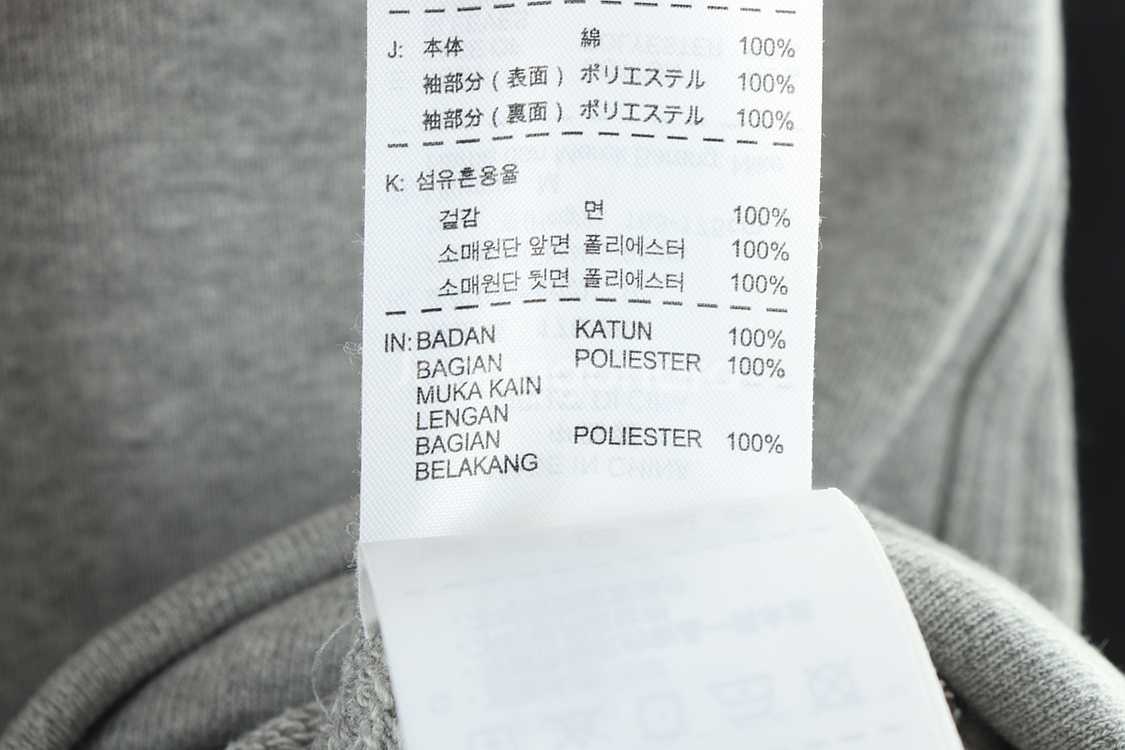 J: 本体 綿 100%
袖部分 ( 表面 ) ポリエステル 100%
袖部分 ( 裏面 ) ポリエステル 100%
K: 섬유혼용율
걸감 면 100%
소매원단 앞면 폴리에스터 100%
소매원단 뒷면 폴리에스터 100%
IN: BADAN KATUN 100%
BAGIAN POLIESTER 100%
MUKA KAIN
LENGAN
BAGIAN POLIESTER 100%
BELAKANG